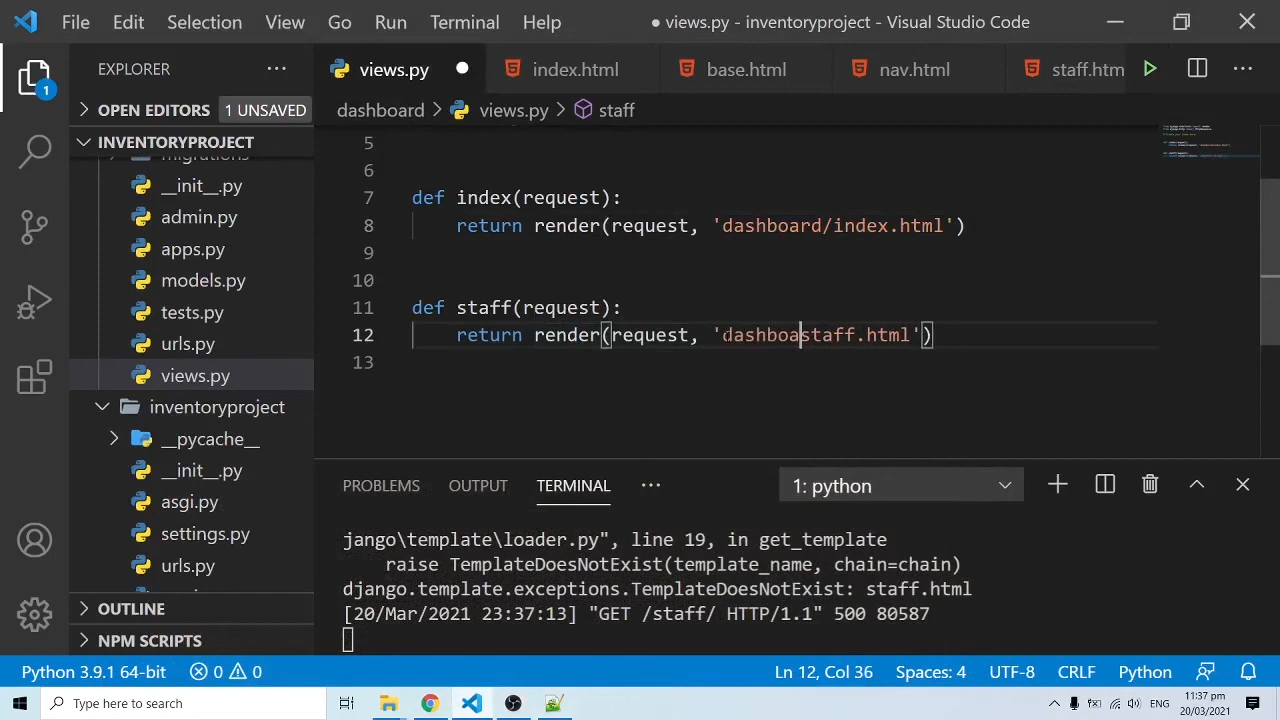 File Edit Selection View Go Run Terminal Help
views.py - inventoryproject - Visual Studio Code
EXPLORER
views.py index.html base.html nav.html staff.htm
OPEN EDITORS 1 UNSAVED
dashboard views.py staff
INVENTORYPROJECT
migrations
__init__.py
admin.py
apps.py
models.py
tests.py
urls.py
views.py
inventoryproject
__pycache__
__init__.py
asgi.py
settings.py
urls.py
OUTLINE
NPM SCRIPTS
1
5
6
7 def index(request):
8 return render(request, 'dashboard/index.html')
9
10
11 def staff(request):
12 return render(request, 'dashboastaff.html')
13
PROBLEMS OUTPUT TERMINAL 1: python
jango\template\loader.py", line 19, in get_template
raise TemplateDoesNotExist(template_name, chain=chain)
django.template.exceptions.TemplateDoesNotExist: staff.html
[20/Mar/2021 23:37:13] "GET /staff/ HTTP/1.1" 500 80587
Python 3.9.1 64-bit 0 0 Ln 12, Col 36 Spaces: 4 UTF-8 CRLF Python
Type here to search
ENG 11:37 pm
20/03/2021